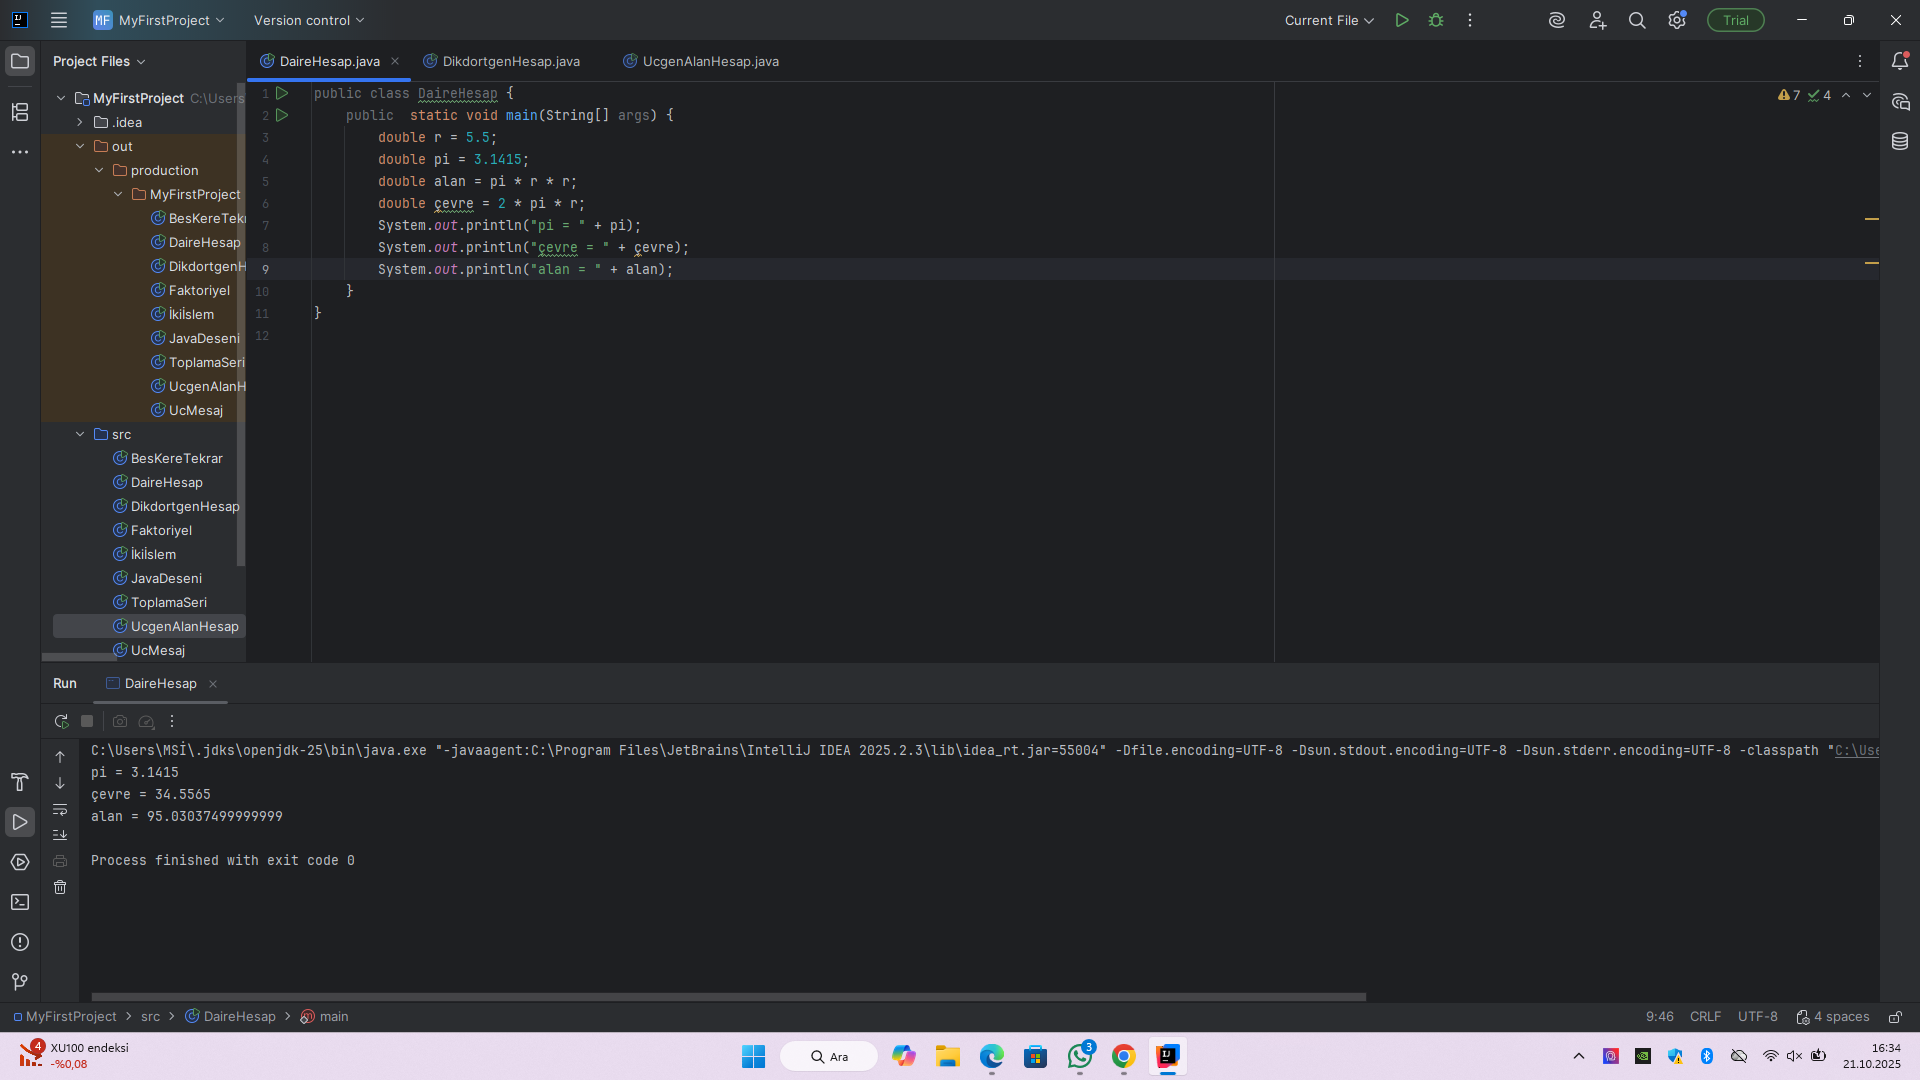 MF MyFirstProject Version control Current File Trial
Project Files
DaireHesap.java DikdortgenHesap.java UcgenAlanHesap.java
MyFirstProject C:\Users
.idea
out
production
MyFirstProject
BesKereTekr
DaireHesap
DikdortgenH
Faktoriyel
İkiİslem
JavaDeseni
ToplamaSeri
UcgenAlanH
UcMesaj
src
BesKereTekrar
DaireHesap
DikdortgenHesap
Faktoriyel
İkiİslem
JavaDeseni
ToplamaSeri
UcgenAlanHesap
UcMesaj
7 4
1 public class DaireHesap {
2 public  static void main(String[] args) {
3 double r = 5.5;
4 double pi = 3.1415;
5 double alan = pi * r * r;
6 double çevre = 2 * pi * r;
7 System.out.println("pi = " + pi);
8 System.out.println("çevre = " + çevre);
9 System.out.println("alan = " + alan);
10 }
11 }
12
Run DaireHesap
C:\Users\MSİ\.jdks\openjdk-25\bin\java.exe "-javaagent:C:\Program Files\JetBrains\IntelliJ IDEA 2025.2.3\lib\idea_rt.jar=55004" -Dfile.encoding=UTF-8 -Dsun.stdout.encoding=UTF-8 -Dsun.stderr.encoding=UTF-8 -classpath "C:\Use
pi = 3.1415
çevre = 34.5565
alan = 95.03037499999999
Process finished with exit code 0
MyFirstProject src DaireHesap main 9:46 CRLF UTF-8 4 spaces
4 XU100 endeksi
-%0,08
Ara
3
16:34
21.10.2025